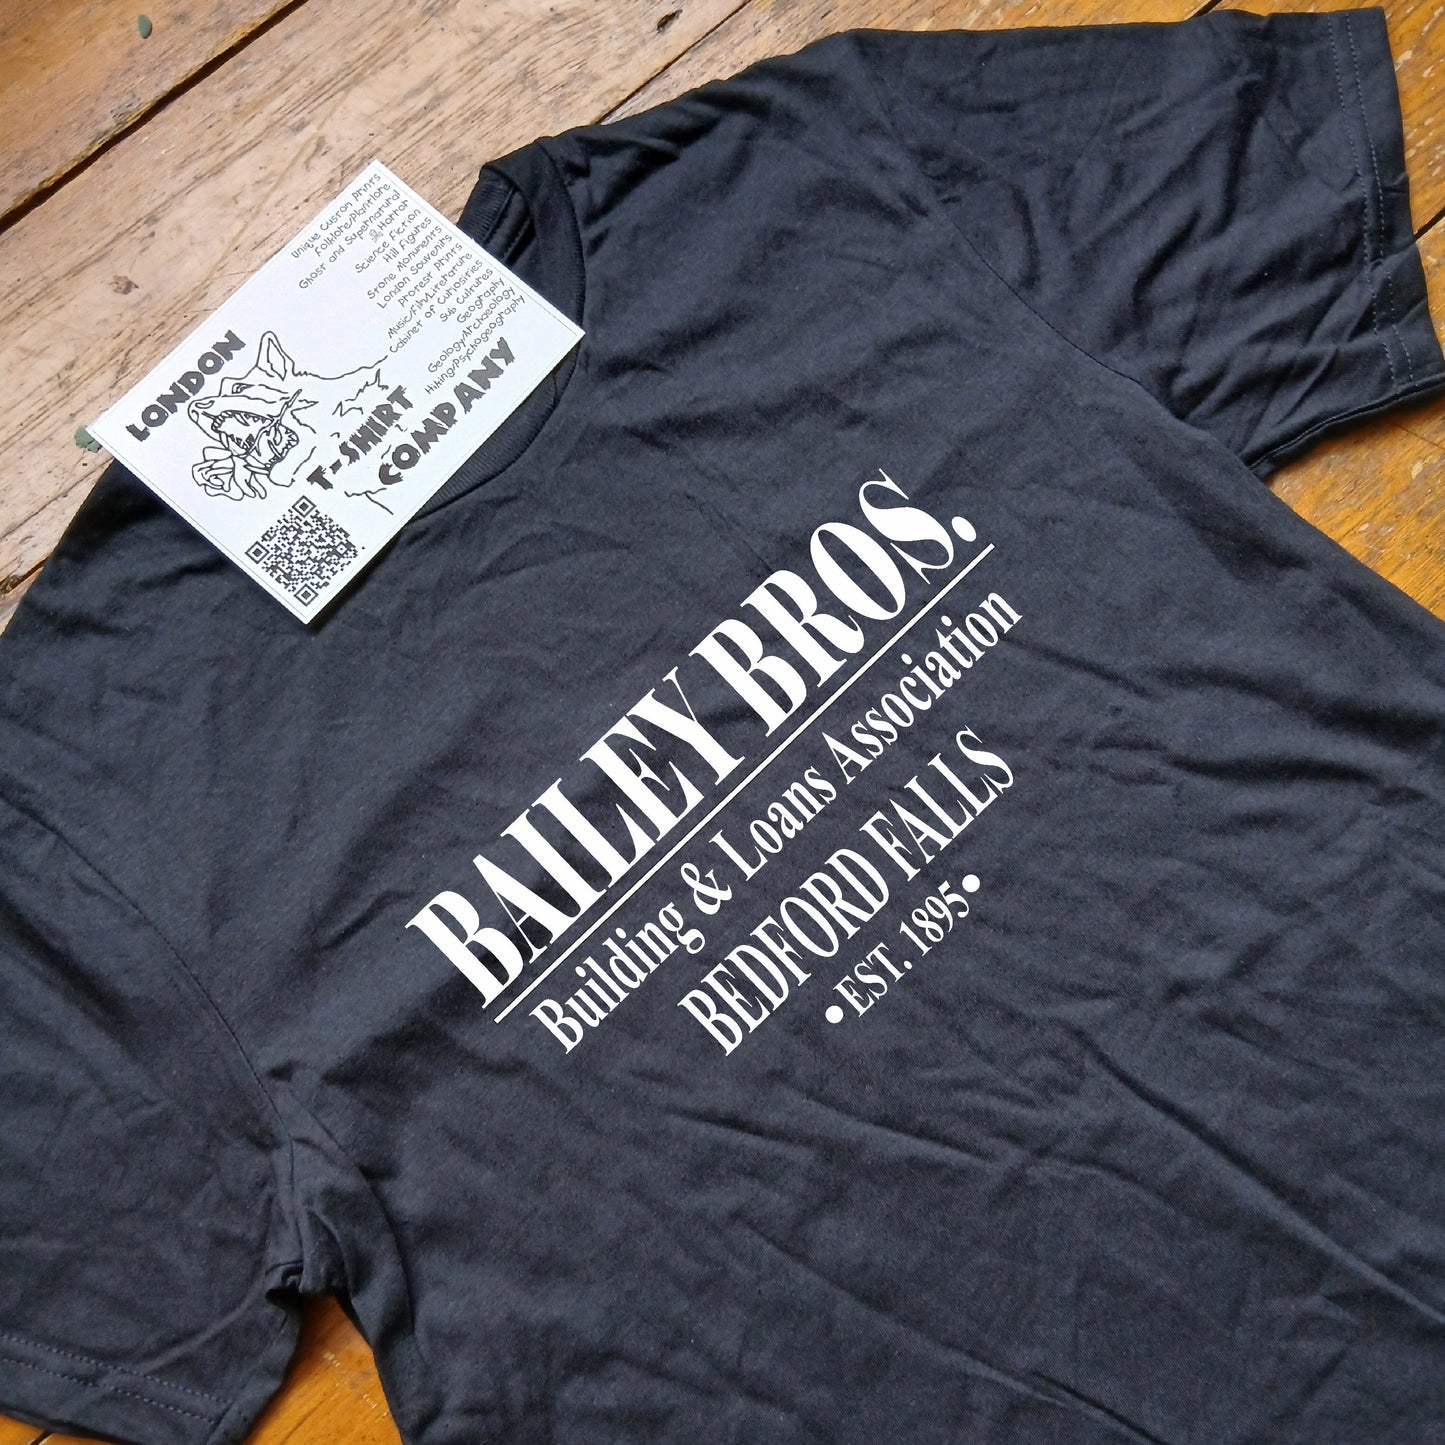 Unique Custom Prints
Folklore/Plantlore
Ghost and Supernatural
& Horror
Science Fiction
Hill Figures
Stone Monuments
London Souvenirs
Protest Prints
Music/Film/Literature
Cabinet of Curiosities
Sub Cultures
Geography
Geology/Archaeology
Hiking/Psychogeography
LONDON
T-SHIRT
COMPANY
BAILEY BROS.
Building & Loans Association
BEDFORD FALLS
•EST. 1895•